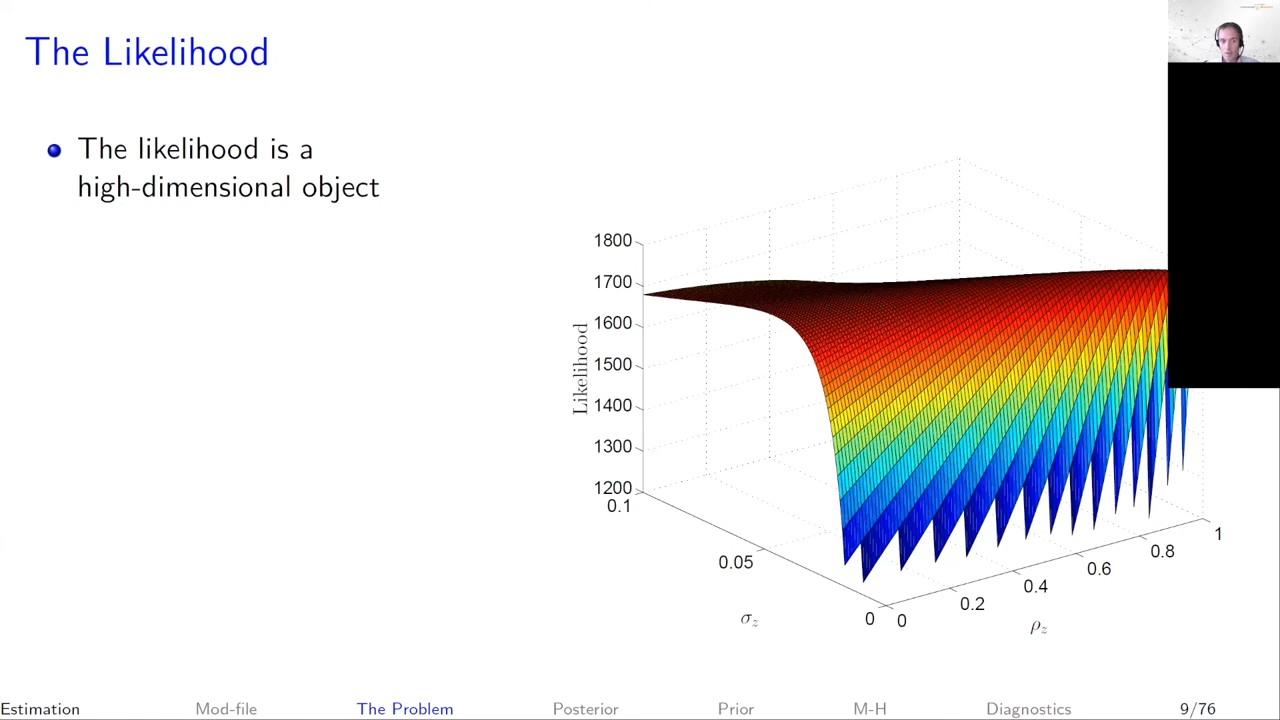 The Likelihood
The likelihood is a
high-dimensional object
1800
1700
1600
1500
1400
1300
1200
Likelihood
0.1
0.05
0
σz
0
0.2
0.4
0.6
0.8
1
ρz
Estimation Mod-file The Problem Posterior Prior M-H Diagnostics 9/76